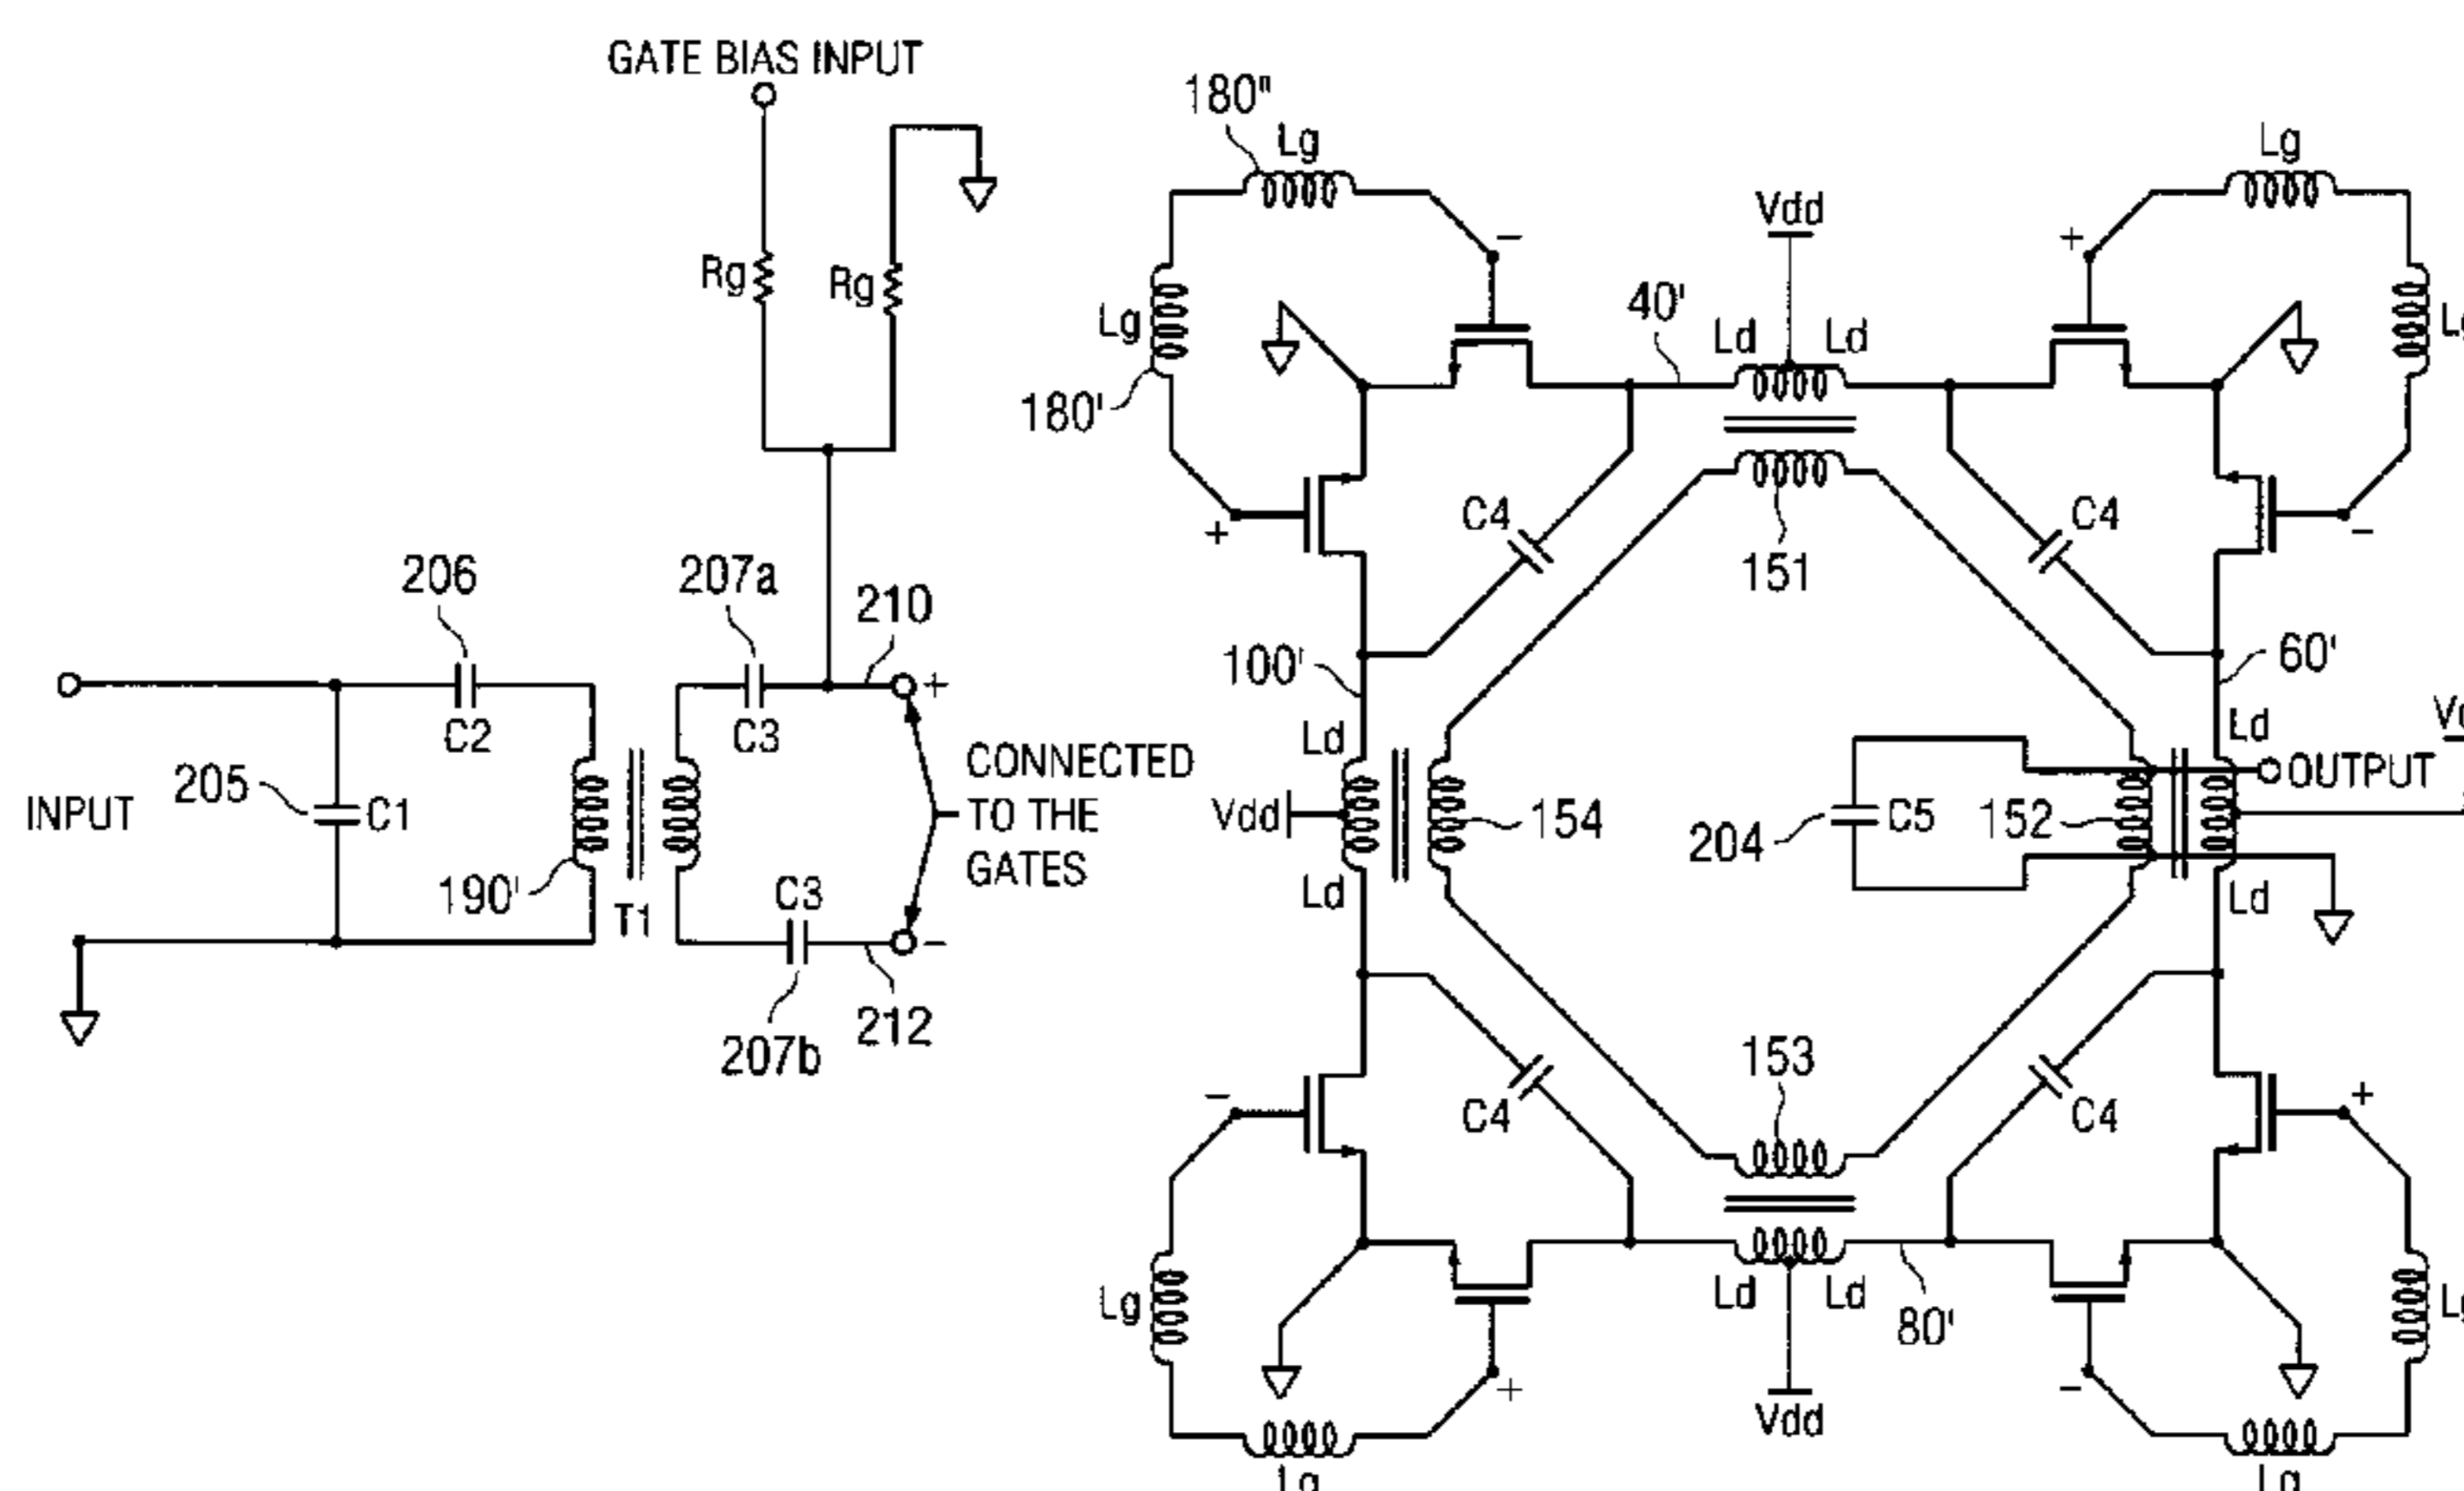 GATE BIAS INPUT
Rg
Rg
206
207a
210
+
C2
C3
205
C1
INPUT
190'
T1
C3
CONNECTED
TO THE
GATES
−
207b
212
180"
Lg
−
Lg
180'
+
Vdd
40'
Ld
Ld
151
C4
C4
+
Lg
−
100'
60'
Ld
Vdd
Ld
154
Ld
OUTPUT
204
C5
152
Ld
153
−
C4
C4
+
Lg
Ld
Ld
80'
+
−
Vdd
Lg
Lg